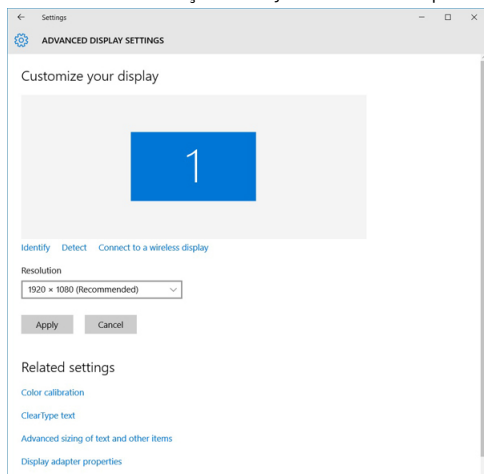 Settings
ADVANCED DISPLAY SETTINGS
Customize your display
1
Identify Detect Connect to a wireless display
Resolution
1920 × 1080 (Recommended)
Apply Cancel
Related settings
Color calibration
ClearType text
Advanced sizing of text and other items
Display adapter properties